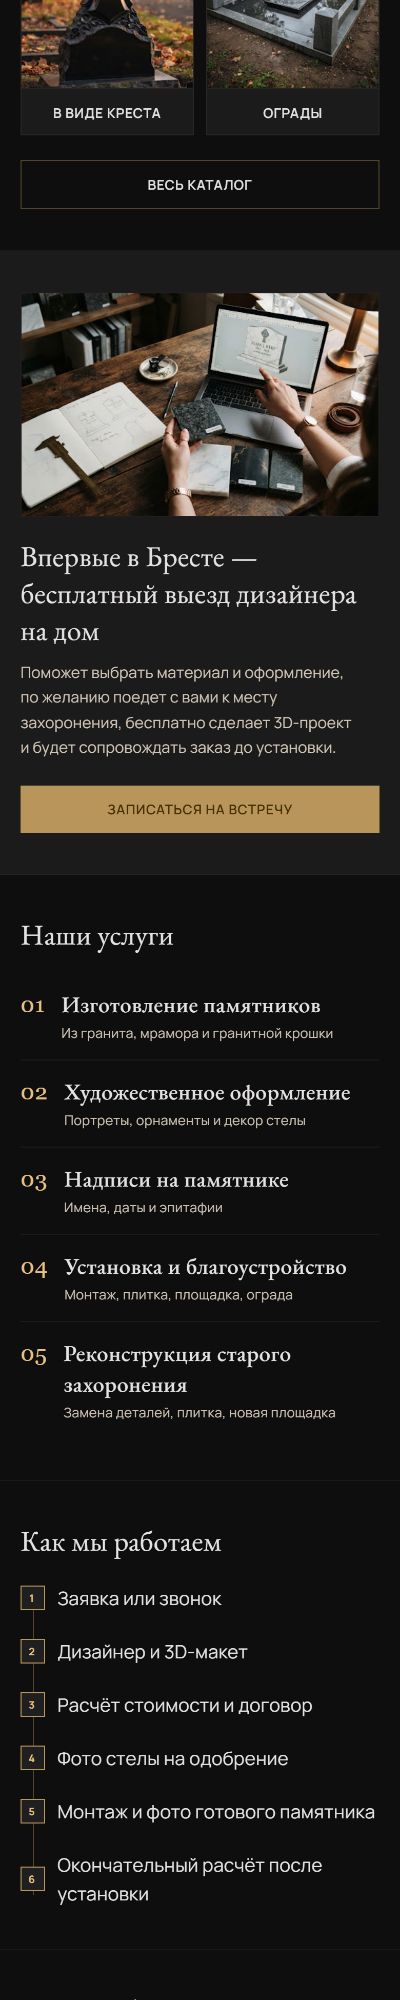 В ВИДЕ КРЕСТА
ОГРАДЫ
ВЕСЬ КАТАЛОГ
Впервые в Бресте —
бесплатный выезд дизайнера
на дом
Поможет выбрать материал и оформление,
по желанию поедет с вами к месту
захоронения, бесплатно сделает 3D-проект
и будет сопровождать заказ до установки.
ЗАПИСАТЬСЯ НА ВСТРЕЧУ
Наши услуги
01 Изготовление памятников
Из гранита, мрамора и гранитной крошки
02 Художественное оформление
Портреты, орнаменты и декор стелы
03 Надписи на памятнике
Имена, даты и эпитафии
04 Установка и благоустройство
Монтаж, плитка, площадка, ограда
05 Реконструкция старого
захоронения
Замена деталей, плитка, новая площадка
Как мы работаем
1 Заявка или звонок
2 Дизайнер и 3D-макет
3 Расчёт стоимости и договор
4 Фото стелы на одобрение
5 Монтаж и фото готового памятника
6 Окончательный расчёт после
установки